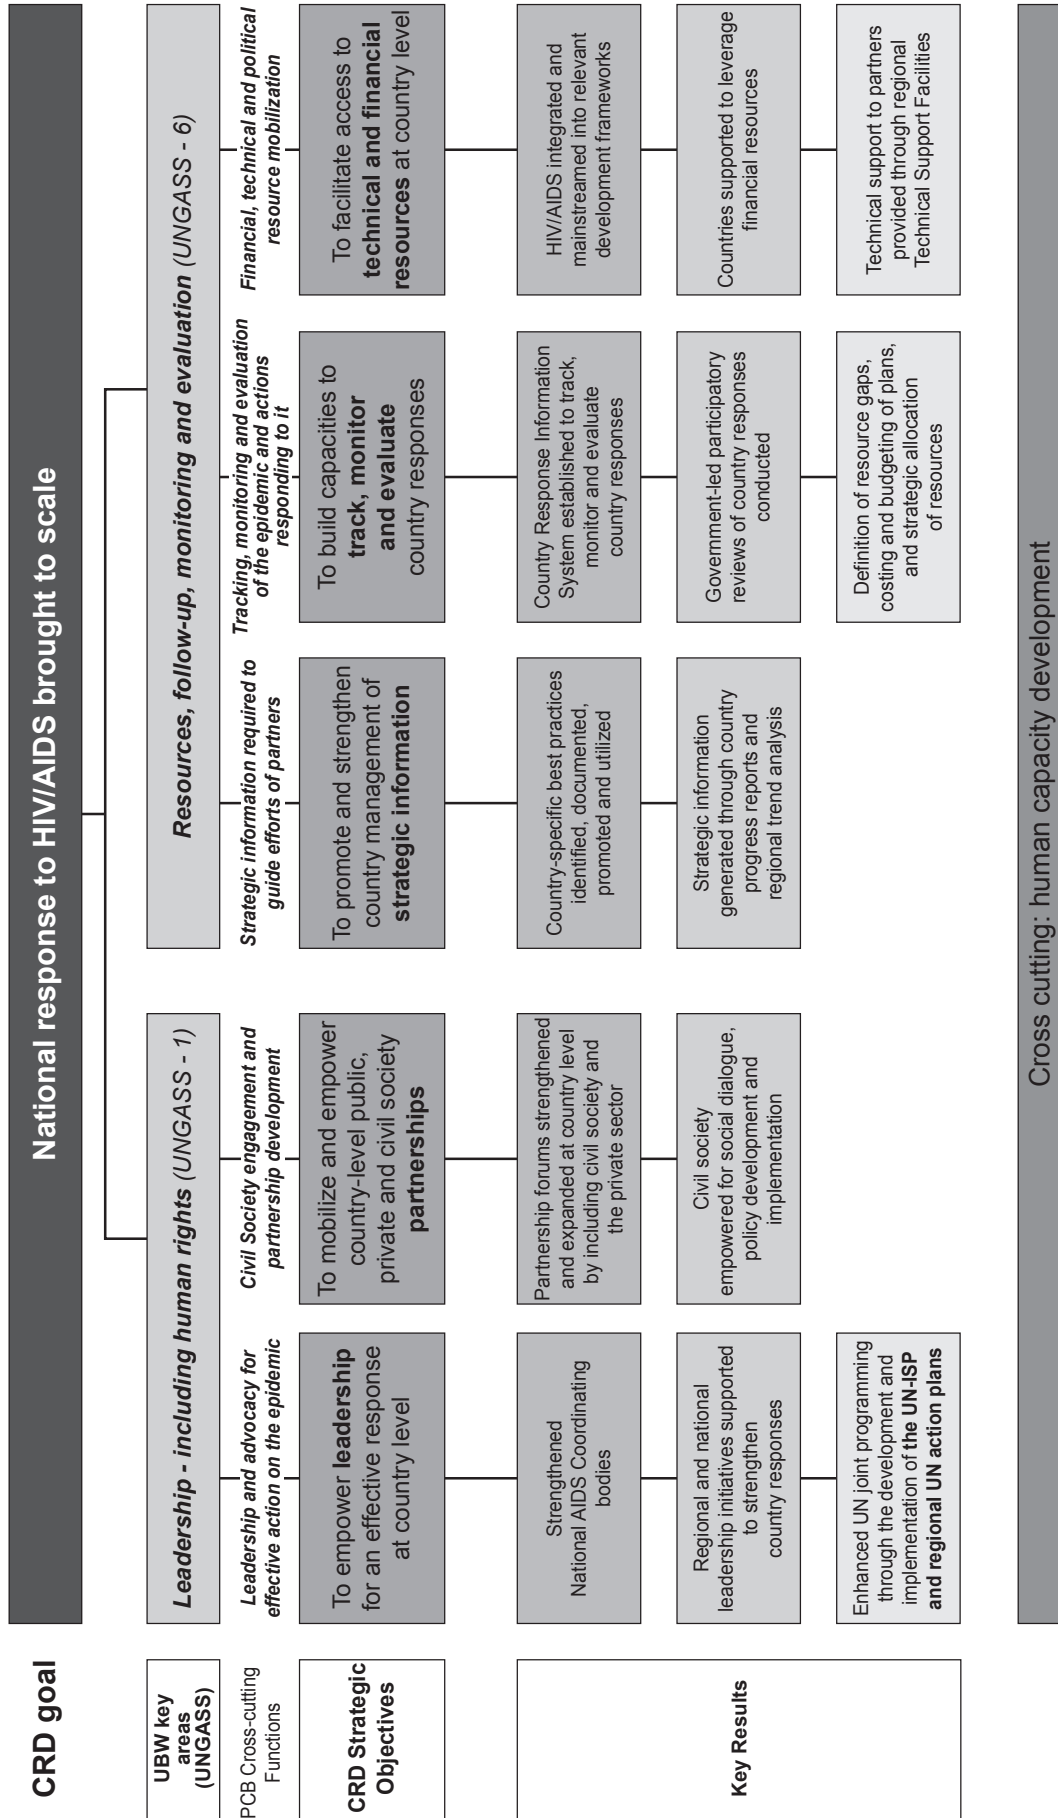 CRD goal
National response to HIV/AIDS brought to scale
UBW key
areas
(UNGASS)
Leadership - including human rights (UNGASS - 1)
Resources, follow-up, monitoring and evaluation (UNGASS - 6)
PCB Cross-cutting
Functions
Leadership and advocacy for
effective action on the epidemic
Civil Society engagement and
partnership development
Strategic information required to
guide efforts of partners
Tracking, monitoring and evaluation
of the epidemic and actions
responding to it
Financial, technical and political
resource mobilization
CRD Strategic
Objectives
To empower leadership
for an effective response
at country level
To mobilize and empower
country-level public,
private and civil society
partnerships
To promote and strengthen
country management of
strategic information
To build capacities to
track, monitor
and evaluate
country responses
To facilitate access to
technical and financial
resources at country level
Key Results
Strengthened
National AIDS Coordinating
bodies
Partnership forums strengthened
and expanded at country level
by including civil society and
the private sector
Country-specific best practices
identified, documented,
promoted and utilized
Country Response Information
System established to track,
monitor and evaluate
country responses
HIV/AIDS integrated and
mainstreamed into relevant
development frameworks
Regional and national
leadership initiatives supported
to strengthen
country responses
Civil society
empowered for social dialogue,
policy development and
implementation
Strategic information
generated through country
progress reports and
regional trend analysis
Government-led participatory
reviews of country responses
conducted
Countries supported to leverage
financial resources
Enhanced UN joint programming
through the development and
implementation of the UN-ISP
and regional UN action plans
Definition of resource gaps,
costing and budgeting of plans,
and strategic allocation
of resources
Technical support to partners
provided through regional
Technical Support Facilities
Cross cutting: human capacity development